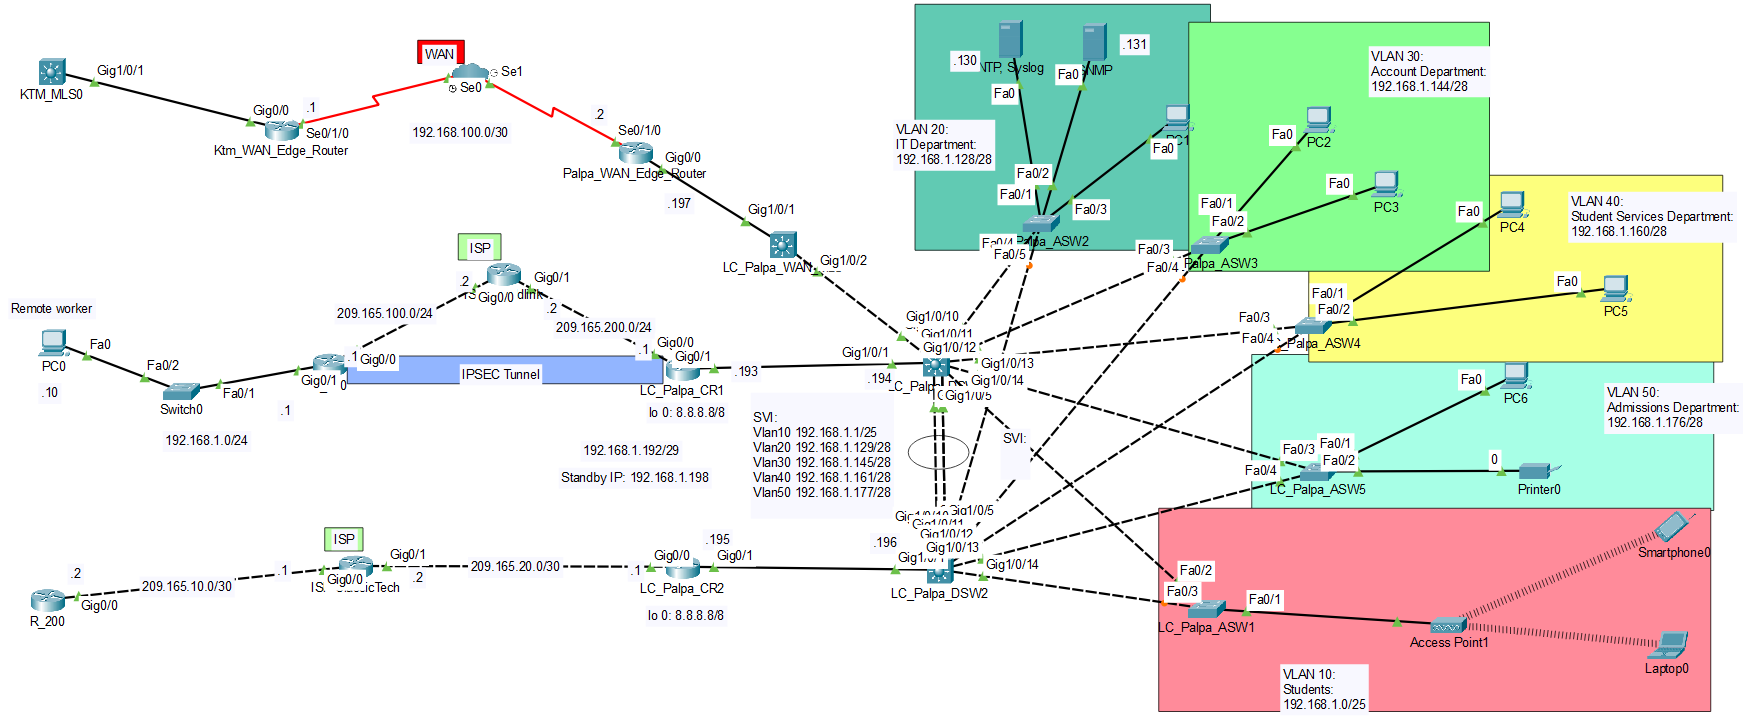 WAN
Gig1/0/1
KTM_MLS0
Se1
Se0
Gig0/0
.1
Se0/1/0
Ktm_WAN_Edge_Router
192.168.100.0/30
.2
Se0/1/0
Gig0/0
Palpa_WAN_Edge_Router
.197
Gig1/0/1
LC_Palpa_WAN
Gig1/0/2
ISP
.2
Gig0/0
Gig0/1
.2
209.165.100.0/24
209.165.200.0/24
Remote worker
PC0
Fa0
.10
Fa0/2
Switch0
Fa0/1
.1
192.168.1.0/24
Gig0/1
.1
Gig0/0
0
IPSEC Tunnel
.1
Gig0/0
Gig0/1
LC_Palpa_CR1
.193
lo 0: 8.8.8.8/8
192.168.1.192/29
Standby IP: 192.168.1.198
Gig1/0/1
.194
Gig1/0/10
Gig1/0/11
Gig1/0/12
Gig1/0/13
Gig1/0/14
Gig1/0/5
SVI:
Vlan10 192.168.1.1/25
Vlan20 192.168.1.129/28
Vlan30 192.168.1.145/28
Vlan40 192.168.1.161/28
Vlan50 192.168.1.177/28
SVI:
ISP
.2
Gig0/0
R_200
209.165.10.0/30
.1
Gig0/0
Gig0/1
.2
209.165.20.0/30
.1
Gig0/0
.195
Gig0/1
LC_Palpa_CR2
lo 0: 8.8.8.8/8
.196
Gig1/0/5
Gig1/0/11
Gig1/0/12
Gig1/0/13
Gig1/0/14
LC_Palpa_DSW2
.130
NTP, Syslog
Fa0
.131
SNMP
Fa0
PC1
Fa0
VLAN 20:
IT Department:
192.168.1.128/28
Fa0/2
Fa0/1
Fa0/3
Palpa_ASW2
Fa0/4
Fa0/5
VLAN 30:
Account Department:
192.168.1.144/28
PC2
Fa0
PC3
Fa0
Fa0/1
Fa0/2
Fa0/3
Fa0/4
Palpa_ASW3
VLAN 40:
Student Services Department:
192.168.1.160/28
Fa0
PC4
Fa0
PC5
Fa0/1
Fa0/2
Fa0/3
Fa0/4
Palpa_ASW4
VLAN 50:
Admissions Department:
192.168.1.176/28
Fa0
PC6
Fa0/1
Fa0/2
Fa0/3
Fa0/4
LC_Palpa_ASW5
0
Printer0
Smartphone0
Fa0/2
Fa0/3
Fa0/1
LC_Palpa_ASW1
Access Point1
Laptop0
VLAN 10:
Students:
192.168.1.0/25